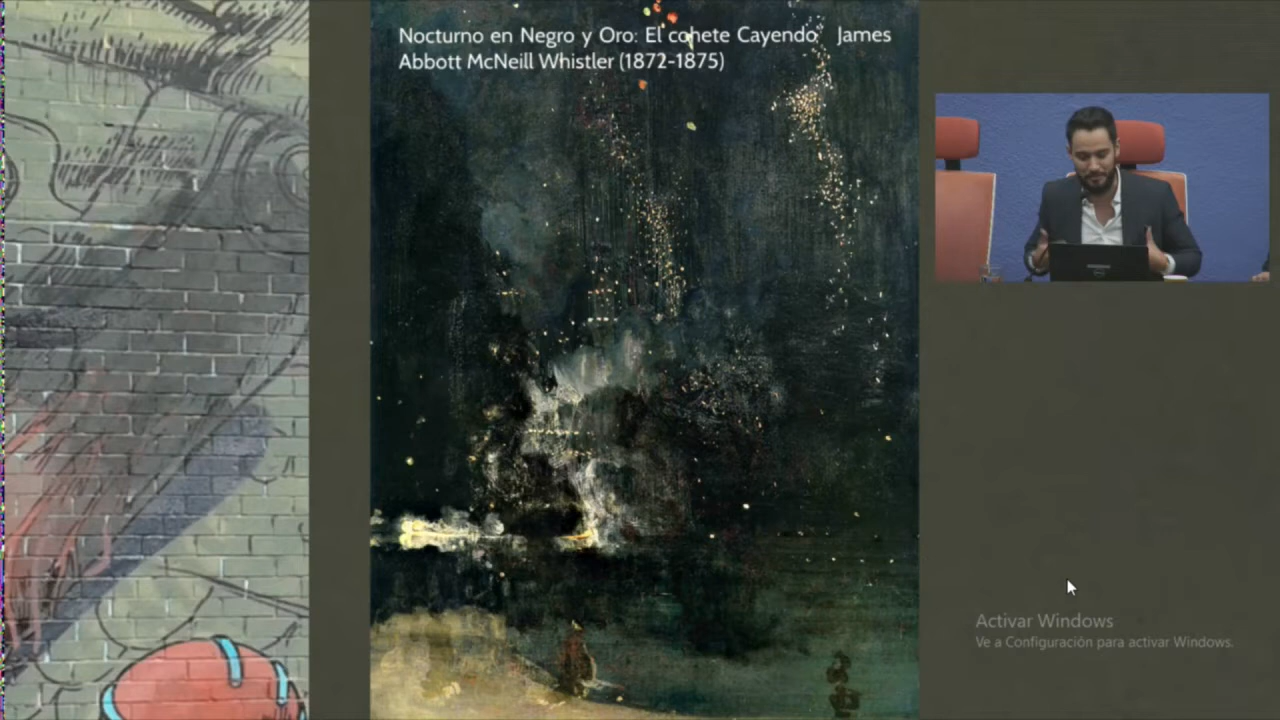 Nocturno en Negro y Oro: El cohete Cayendo, James
Abbott McNeill Whistler (1872-1875)
Activar Windows
Ve a Configuración para activar Windows.